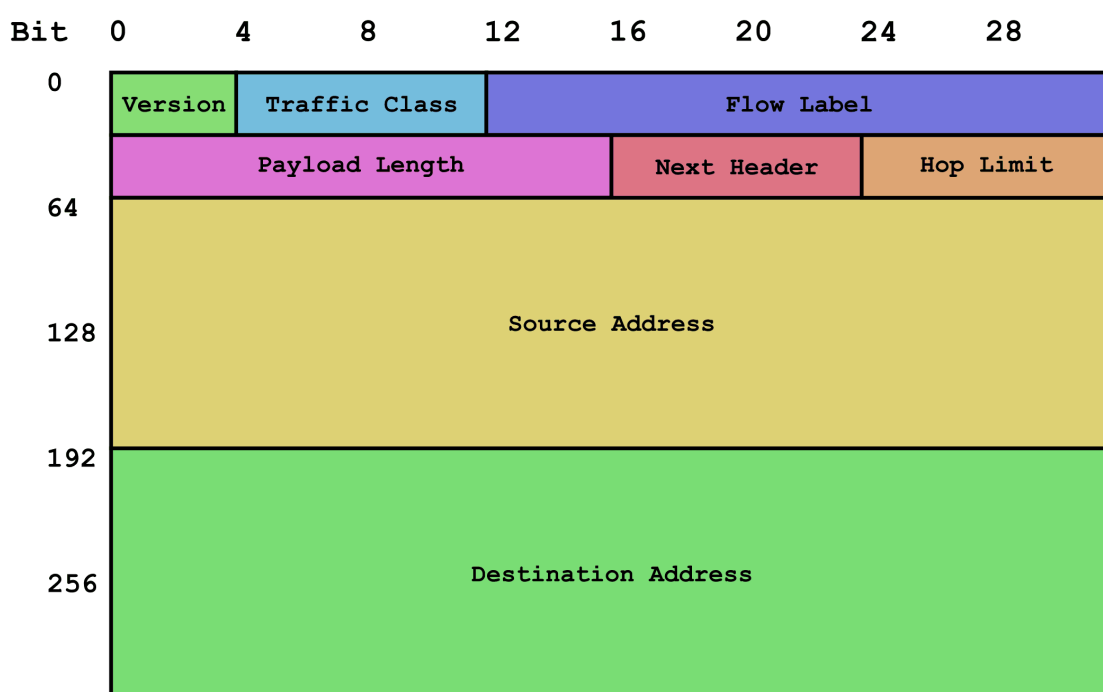 Bit 0 4 8 12 16 20 24 28
0
Version Traffic Class Flow Label
Payload Length Next Header Hop Limit
64
Source Address
128
192
Destination Address
256